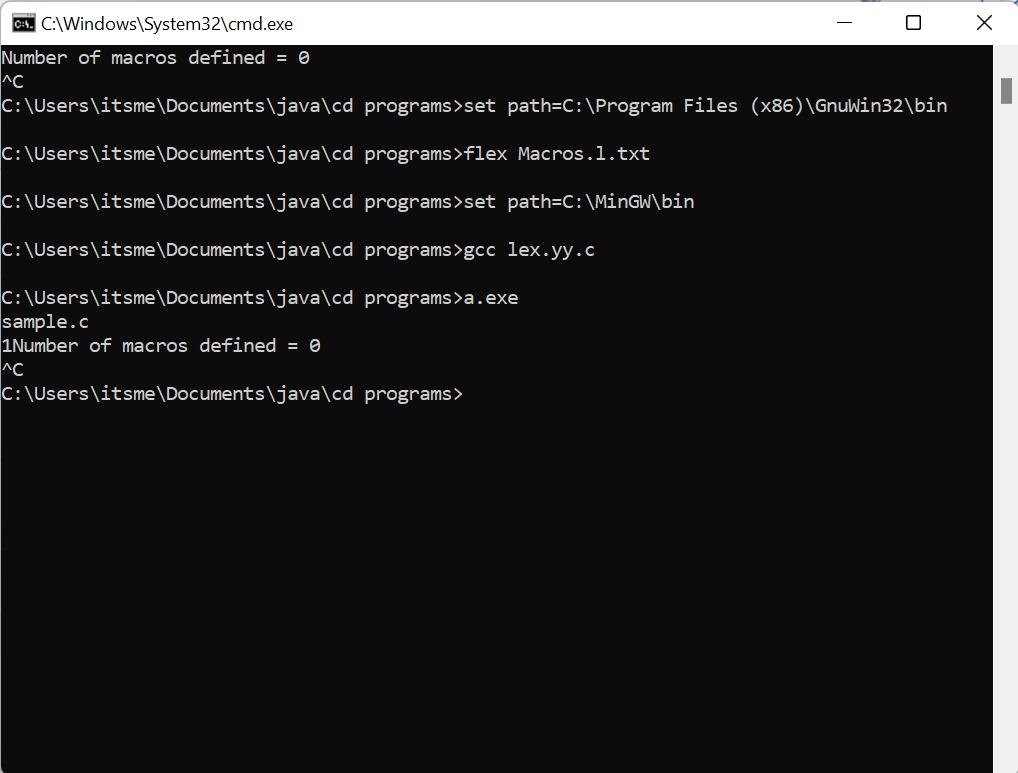 C:\Windows\System32\cmd.exe
Number of macros defined = 0
^C
C:\Users\itsme\Documents\java\cd programs>set path=C:\Program Files (x86)\GnuWin32\bin
C:\Users\itsme\Documents\java\cd programs>flex Macros.l.txt
C:\Users\itsme\Documents\java\cd programs>set path=C:\MinGW\bin
C:\Users\itsme\Documents\java\cd programs>gcc lex.yy.c
C:\Users\itsme\Documents\java\cd programs>a.exe
sample.c
1Number of macros defined = 0
^C
C:\Users\itsme\Documents\java\cd programs>